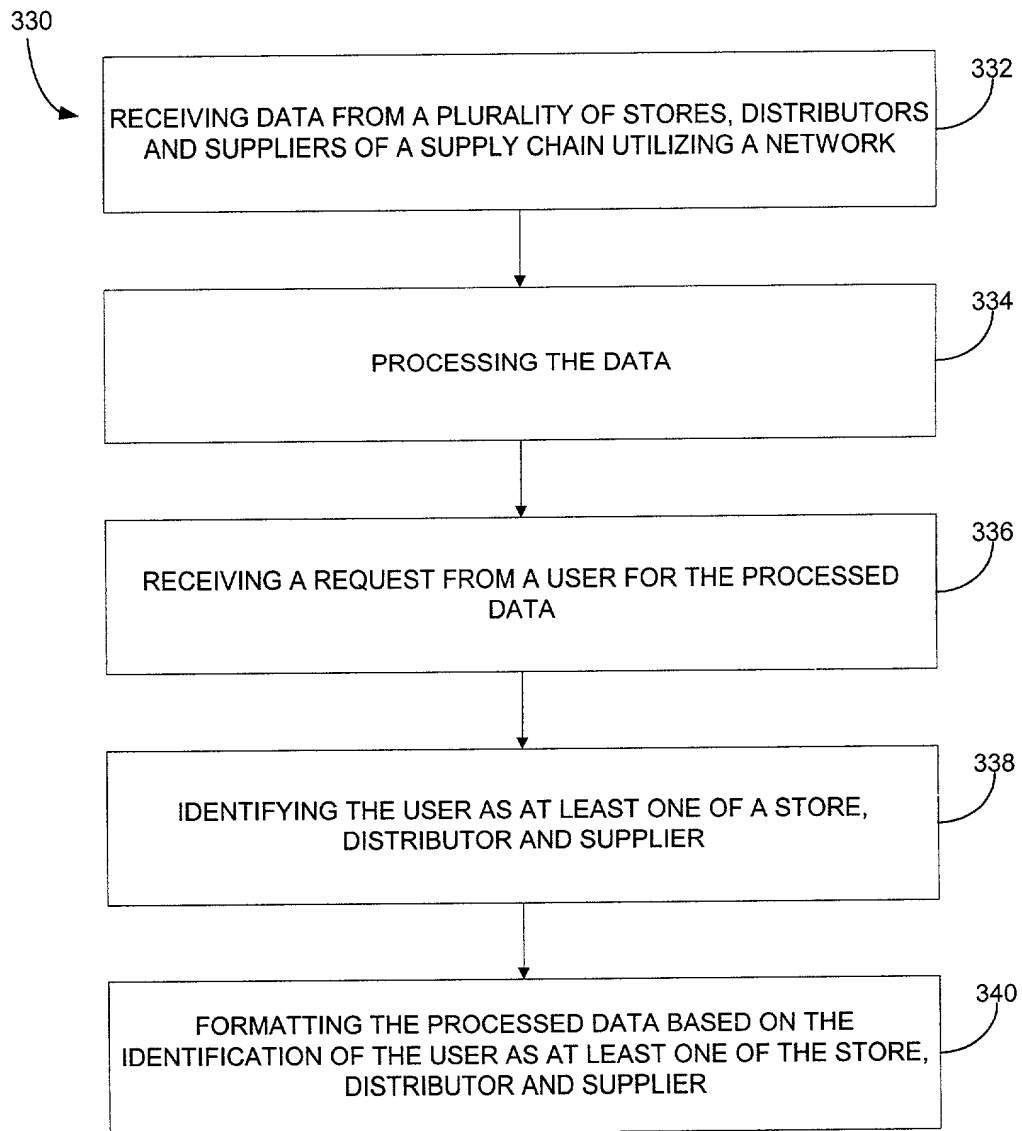 330
332
RECEIVING DATA FROM A PLURALITY OF STORES, DISTRIBUTORS
AND SUPPLIERS OF A SUPPLY CHAIN UTILIZING A NETWORK
334
PROCESSING THE DATA
336
RECEIVING A REQUEST FROM A USER FOR THE PROCESSED
DATA
338
IDENTIFYING THE USER AS AT LEAST ONE OF A STORE,
DISTRIBUTOR AND SUPPLIER
340
FORMATTING THE PROCESSED DATA BASED ON THE
IDENTIFICATION OF THE USER AS AT LEAST ONE OF THE STORE,
DISTRIBUTOR AND SUPPLIER